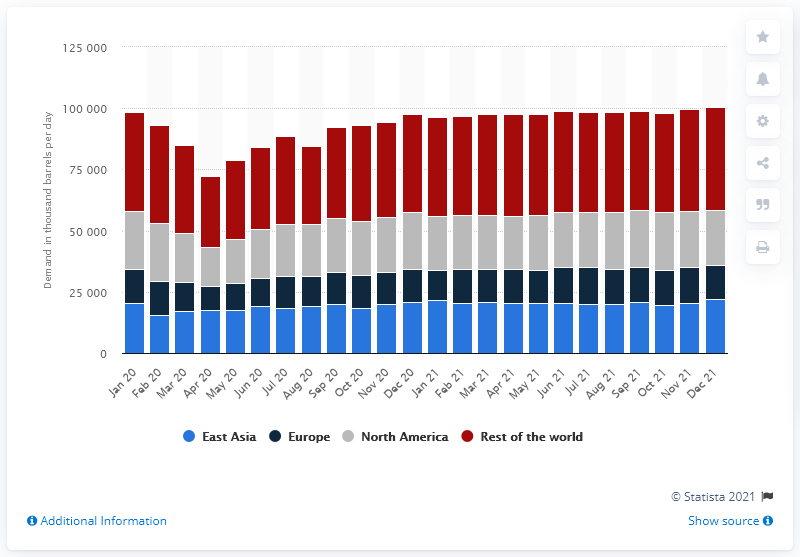 125 000
100 000
75 000
50 000
25 000
0
Demand in thousand barrels per day
Jan 20
Feb 20
Mar 20
Apr 20
May 20
Jun 20
Jul 20
Aug 20
Sep 20
Oct 20
Nov 20
Dec 20
Jan 21
Feb 21
Mar 21
Apr 21
May 21
Jun 21
Jul 21
Aug 21
Sep 21
Oct 21
Nov 21
Dec 21
East Asia Europe North America Rest of the world
© Statista 2021
Additional Information Show source